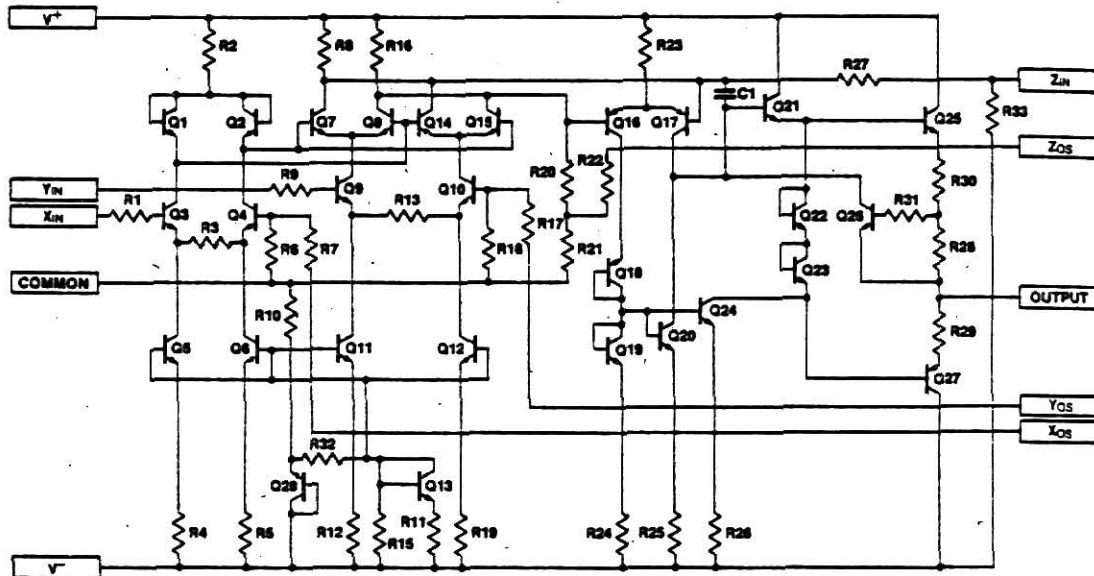 V+
R2
R8
R16
R23
R27
ZIN
C1
Q21
Q1
Q2
Q7
Q8
Q14
Q15
Q16
Q17
Q25
R33
R20
R22
ZOS
YIN
R9
Q9
Q10
R30
XIN
R1
Q3
Q4
R13
R17
Q22
Q26
R31
R3
R6
R7
R18
R21
R28
COMMON
Q18
Q23
R10
Q24
OUTPUT
Q5
Q6
Q11
Q12
Q19
Q20
R29
Q27
YOS
XOS
R32
Q28
Q13
R4
R5
R12
R11
R15
R19
R24
R25
R26
V-